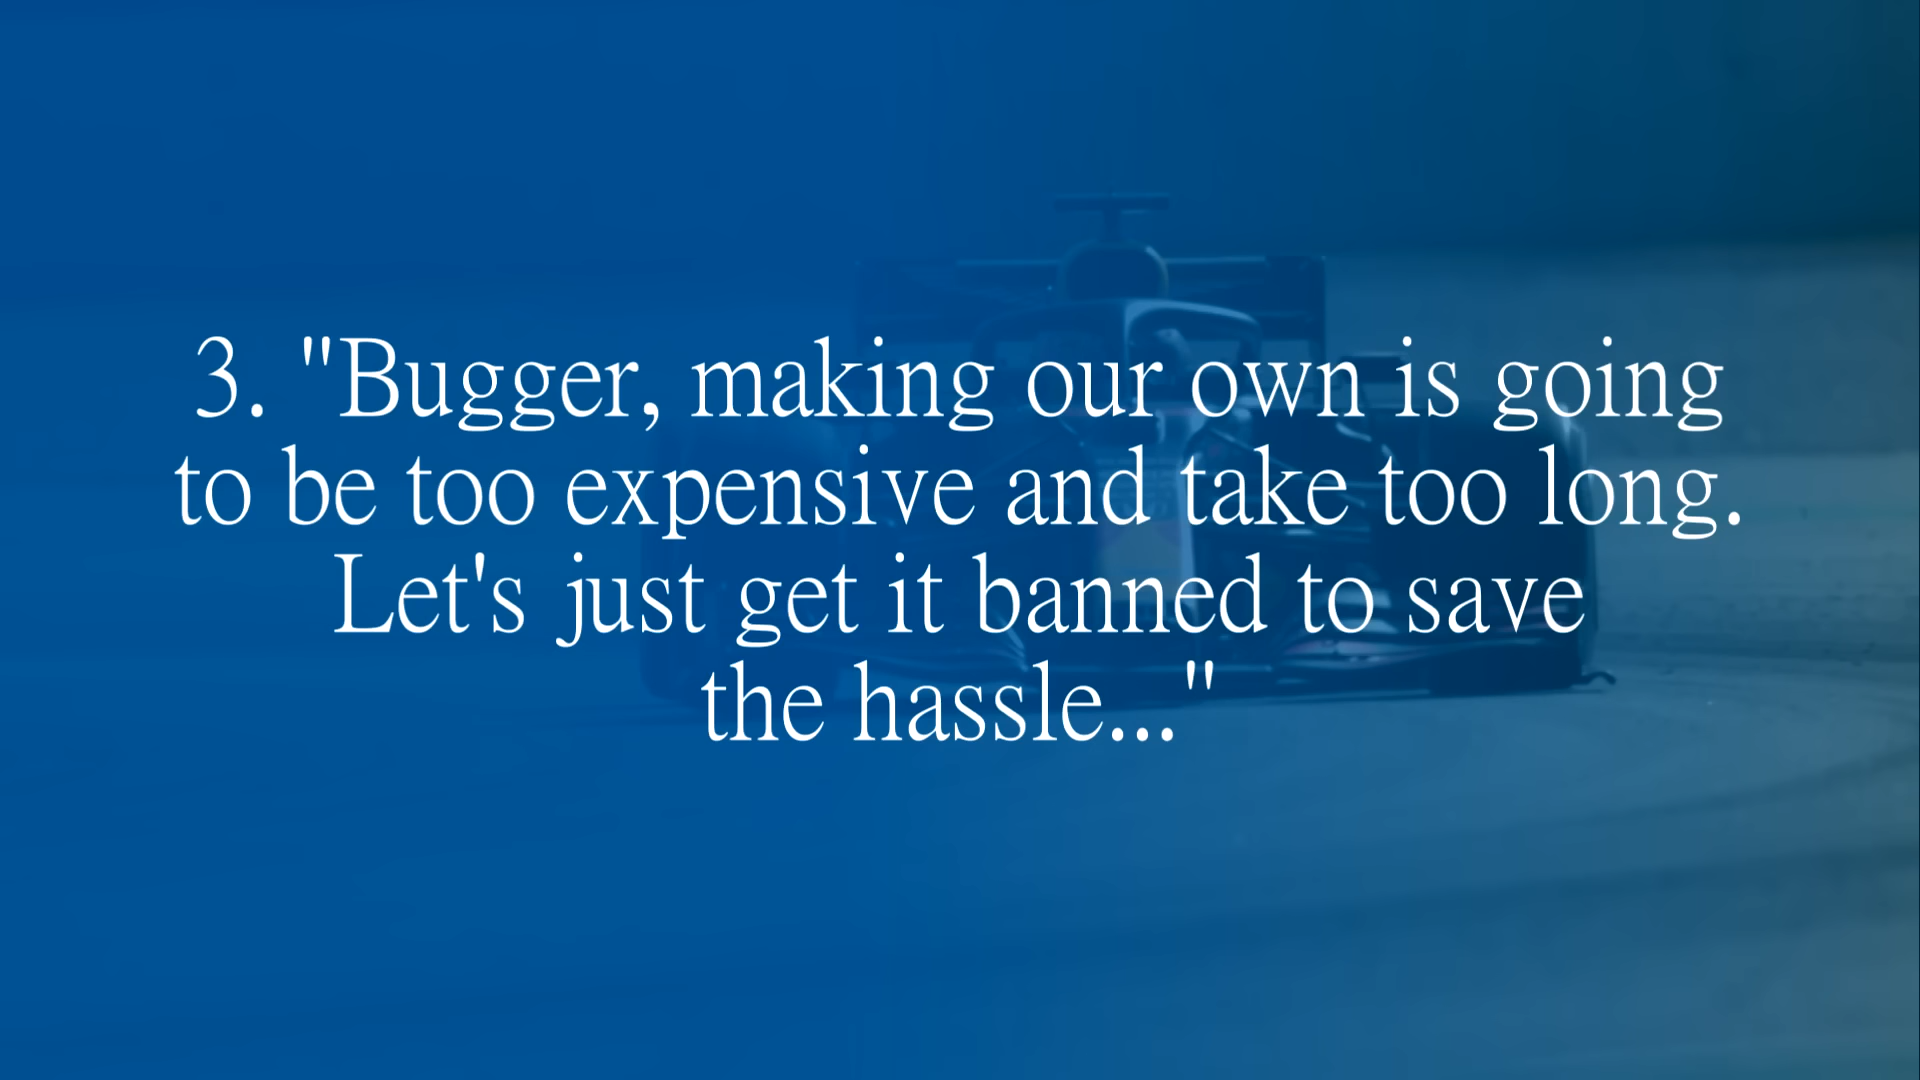 3. "Bugger, making our own is going
to be too expensive and take too long.
Let's just get it banned to save
the hassle..."